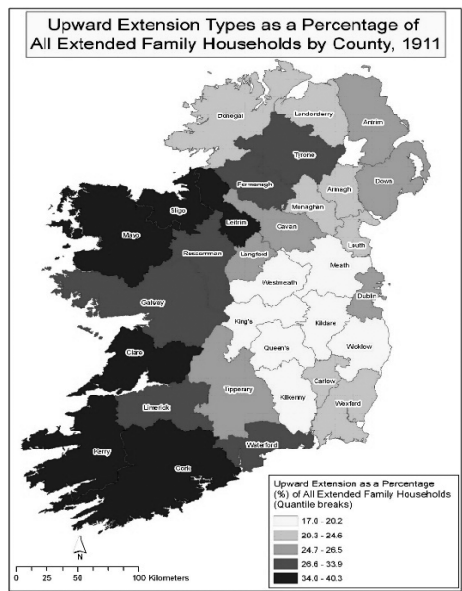 Upward Extension Types as a Percentage of
All Extended Family Households by County, 1911
Donegal
Londonderry
Antrim
Tyrone
Fermanagh
Armagh
Down
Monaghan
Sligo
Leitrim
Cavan
Mayo
Roscommon
Louth
Longford
Meath
Westmeath
Galway
Dublin
King's
Kildare
Queen's
Wicklow
Clare
Carlow
Tipperary
Kilkenny
Wexford
Limerick
Waterford
Kerry
Cork
Upward Extension as a Percentage
(%) of All Extended Family Households
(Quantile breaks)
17.0 - 20.2
20.3 - 24.6
24.7 - 26.5
26.6 - 33.9
34.0 - 40.3
N
0 25 50 100 Kilometers